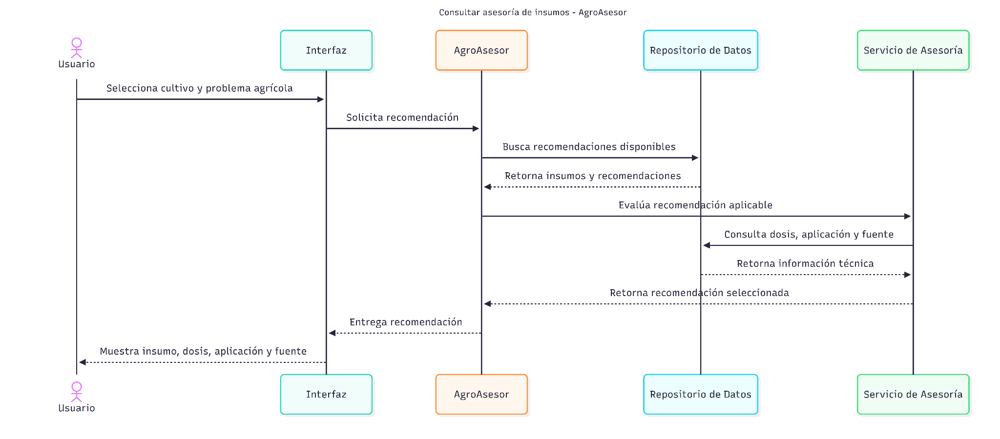 Consultar asesoría de insumos - AgroAsesor
Usuario
Interfaz
AgroAsesor
Repositorio de Datos
Servicio de Asesoría
Selecciona cultivo y problema agrícola
Solicita recomendación
Busca recomendaciones disponibles
Retorna insumos y recomendaciones
Evalúa recomendación aplicable
Consulta dosis, aplicación y fuente
Retorna información técnica
Retorna recomendación seleccionada
Entrega recomendación
Muestra insumo, dosis, aplicación y fuente
Usuario
Interfaz
AgroAsesor
Repositorio de Datos
Servicio de Asesoría